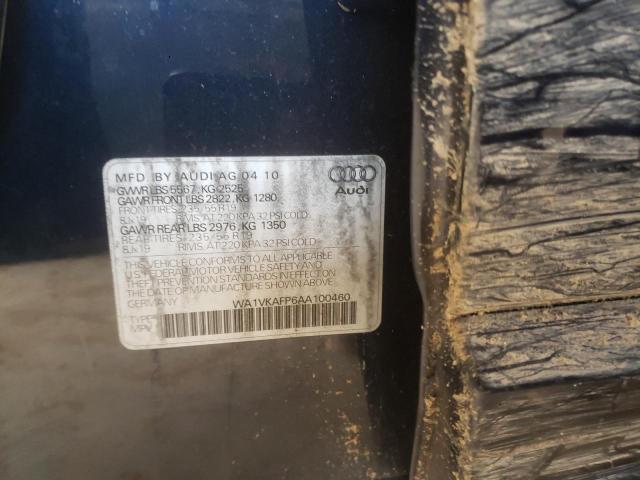 MFD. BY AUDI AG 04 10
GVWR LBS 5567, KG 2525
GAWR FRONT LBS 2822, KG 1280
FRONT TIRES: 235/55 R19
8Jx19 RIMS, AT 220 KPA 32 PSI COLD
GAWR REAR LBS 2976, KG 1350
REAR TIRES: 235/55 R19
8Jx19 RIMS, AT 220 KPA 32 PSI COLD
Audi
THIS VEHICLE CONFORMS TO ALL APPLICABLE
U.S. FEDERAL MOTOR VEHICLE SAFETY AND
THEFT PREVENTION STANDARDS IN EFFECT ON
THE DATE OF MANUFACTURE SHOWN ABOVE.
GERMANY
WA1VKAFP6AA100460
TYPE:
MPV